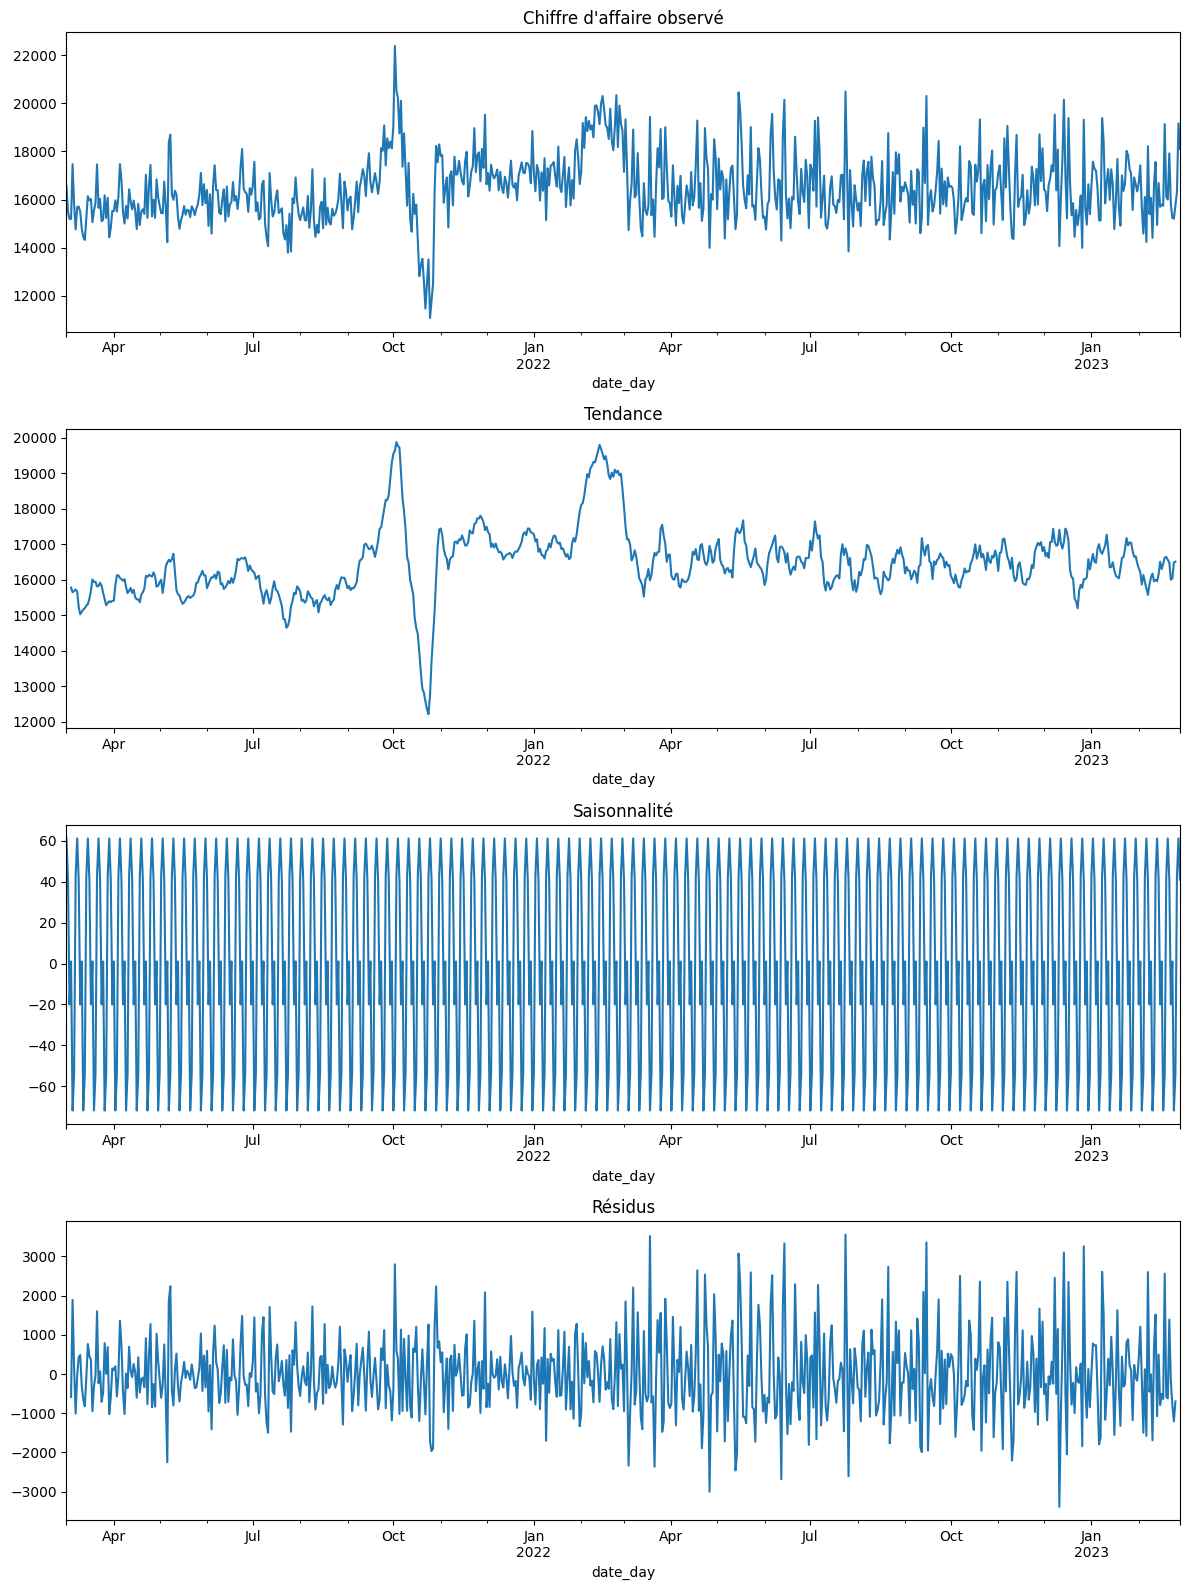 Chiffre d'affaire observé
22000
20000
18000
16000
14000
12000
Apr Jul Oct Jan Apr Jul Oct Jan
2022 2023
date_day
Tendance
20000
19000
18000
17000
16000
15000
14000
13000
12000
Apr Jul Oct Jan Apr Jul Oct Jan
2022 2023
date_day
Saisonnalité
60
40
20
0
−20
−40
−60
Apr Jul Oct Jan Apr Jul Oct Jan
2022 2023
date_day
Résidus
3000
2000
1000
0
−1000
−2000
−3000
Apr Jul Oct Jan Apr Jul Oct Jan
2022 2023
date_day